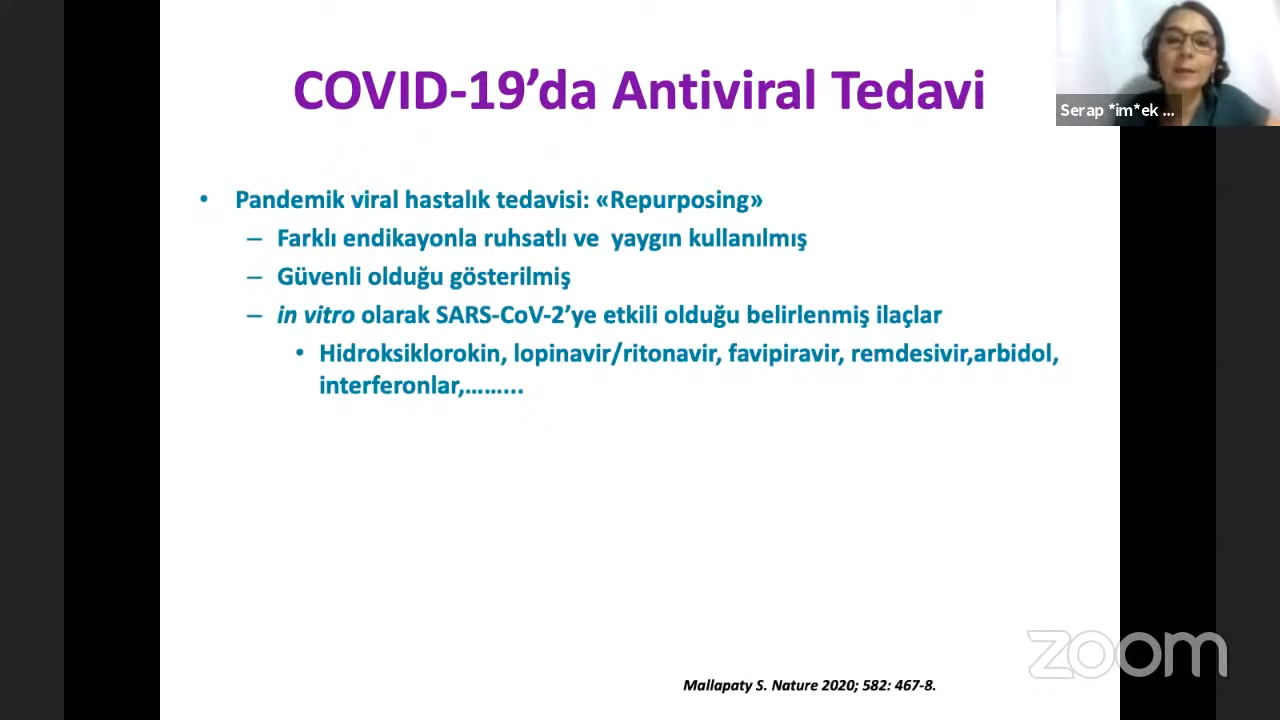 COVID-19’da Antiviral Tedavi
Serap *im*ek ...
• Pandemik viral hastalık tedavisi: «Repurposing»
– Farklı endikayonla ruhsatlı ve yaygın kullanılmış
– Güvenli olduğu gösterilmiş
– in vitro olarak SARS-CoV-2’ye etkili olduğu belirlenmiş ilaçlar
• Hidroksiklorokin, lopinavir/ritonavir, favipiravir, remdesivir,arbidol,
interferonlar,……...
zoom
Mallapaty S. Nature 2020; 582: 467-8.